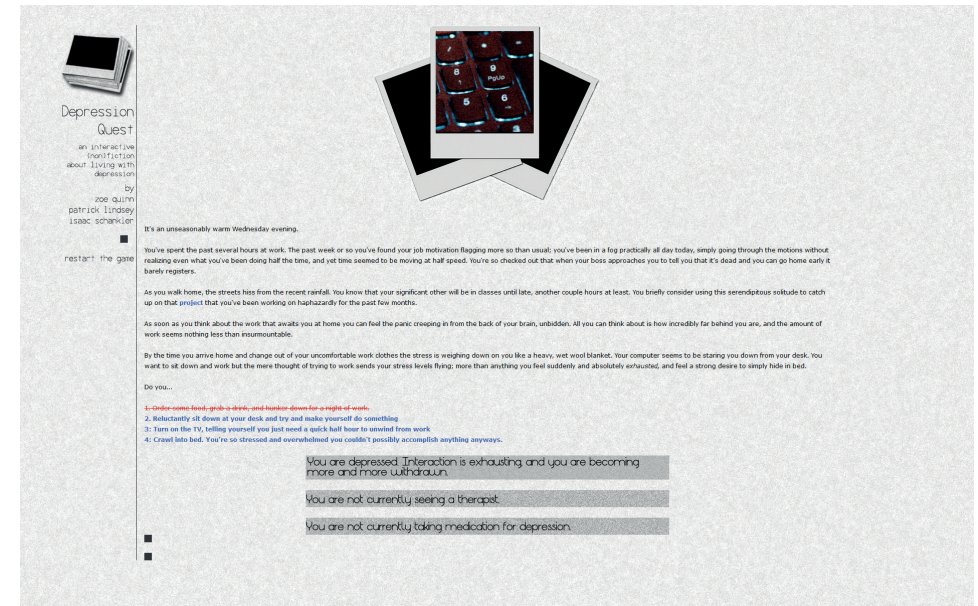 Depression
Quest
an interactive
(non)fiction
about living with
depression
by
zoe quinn
patrick lindsey
isaac schankler
restart the game
8
9
PgUp
5
6
It's an unseasonably warm Wednesday evening.
You've spent the past several hours at work. The past week or so you've found your job motivation flagging more so than usual; you've been in a fog practically all day today, simply going through the motions without
realizing even what you've been doing half the time, and yet time seemed to be moving at half speed. You're so checked out that when your boss approaches you to tell you that it's dead and you can go home early it
barely registers.
As you walk home, the streets hiss from the recent rainfall. You know that your significant other will be in classes until late, another couple hours at least. You briefly consider using this serendipitous solitude to catch
up on that project that you've been working on haphazardly for the past few months.
As soon as you think about the work that awaits you at home you can feel the panic creeping in from the back of your brain, unbidden. All you can think about is how incredibly far behind you are, and the amount of
work seems nothing less than insurmountable.
By the time you arrive home and change out of your uncomfortable work clothes the stress is weighing down on you like a heavy, wet wool blanket. Your computer seems to be staring you down from your desk. You
want to sit down and work but the mere thought of trying to work sends your stress levels flying; more than anything you feel suddenly and absolutely exhausted, and feel a strong desire to simply hide in bed.
Do you...
1. Order some food, grab a drink, and hunker down for a night of work.
2. Reluctantly sit down at your desk and try and make yourself do something
3: Turn on the TV, telling yourself you just need a quick half hour to unwind from work
4: Crawl into bed. You're so stressed and overwhelmed you couldn't possibly accomplish anything anyways.
You are depressed. Interaction is exhausting, and you are becoming
more and more withdrawn.
You are not currently seeing a therapist.
You are not currently taking medication for depression.